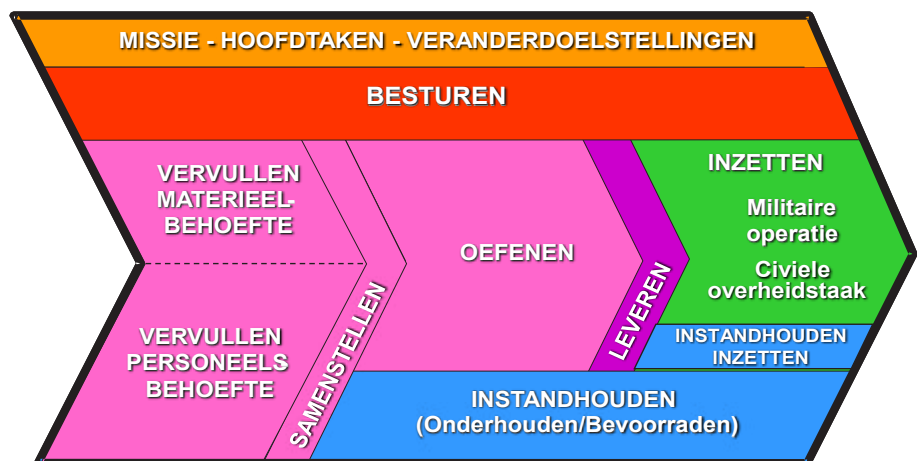 MISSIE - HOOFDTAKEN - VERANDERDOELSTELLINGEN
BESTUREN
VERVULLEN
MATERIEEL-
BEHOEFTE
VERVULLEN
PERSONEELS
BEHOEFTE
SAMENSTELLEN
OEFENEN
LEVEREN
INZETTEN
Militaire
operatie
Civiele
overheidstaak
INSTANDHOUDEN
INZETTEN
INSTANDHOUDEN
(Onderhouden/Bevoorraden)